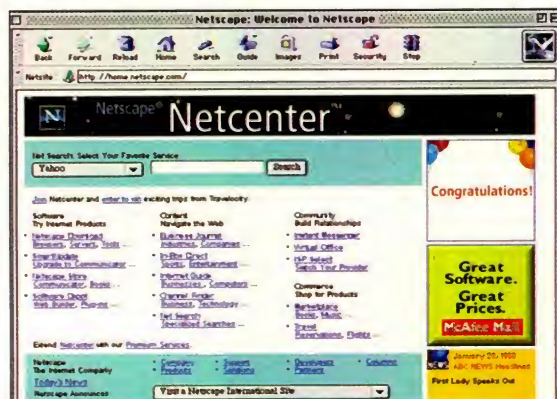 Netscape: Welcome to Netscape
Back Forward Reload Home Search Guide Images Print Security Stop
Netsite http://home.netscape.com/
N Netscape® Netcenter™
Net Search: Select Your Favorite Service
Yahoo Search
Join Netcenter and enter to win exciting trips from Travelocity.
Software
Try Internet Products
Netscape Download
Browsers, Servers, Tools ...
SmartUpdate
Upgrade to Communicator ...
Netscape Store
Communicator, Books ...
Software Depot
Web Builder, Plug-ins ...
Content
Navigate the Web
Business Journal
Industries, Companies ...
In-Box Direct
Sports, Entertainment ...
Internet Guide
Businesses, Computers ...
Channel Finder
Business, Technology ...
Net Search
Specialized Searches ...
Community
Build Relationships
Instant Messenger
Virtual Office
ISP Select
Switch Your Provider
Commerce
Shop for Products
Marketplace
Books, Music ...
Travel
Reservations, Flights ...
Extend Netcenter with our Premium Services.
Congratulations!
Great
Software.
Great
Prices.
McAfee Mall
Netscape
The Internet Company
Company
Products
Support
Solutions
Developers
Partners
Columns
Today's News
Netscape Announces
Visit a Netscape International Site
ABC NEWS Headlines
First Lady Speaks Out